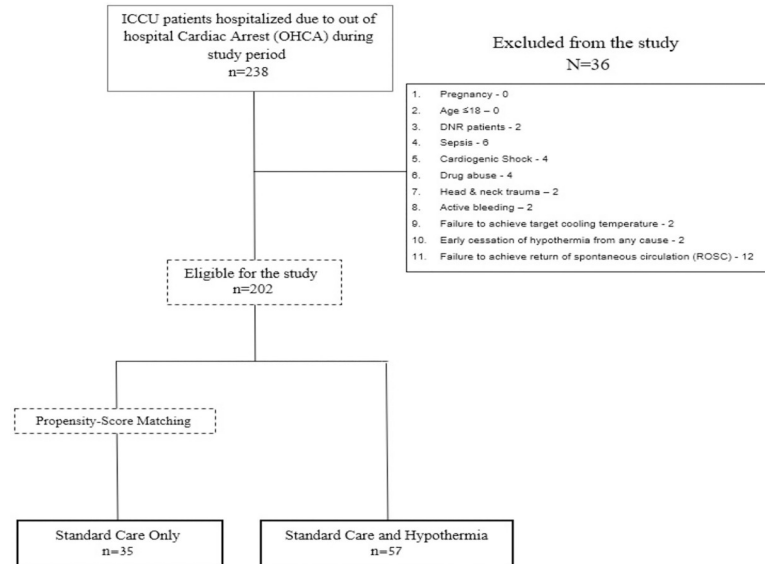 ICCU patients hospitalized due to out of
hospital Cardiac Arrest (OHCA) during
study period
n=238
Excluded from the study
N=36
1. Pregnancy - 0
2. Age ≤18 – 0
3. DNR patients - 2
4. Sepsis - 6
5. Cardiogenic Shock - 4
6. Drug abuse - 4
7. Head & neck trauma – 2
8. Active bleeding – 2
9. Failure to achieve target cooling temperature - 2
10. Early cessation of hypothermia from any cause - 2
11. Failure to achieve return of spontaneous circulation (ROSC) - 12
Eligible for the study
n=202
Propensity-Score Matching
Standard Care Only
n=35
Standard Care and Hypothermia
n=57